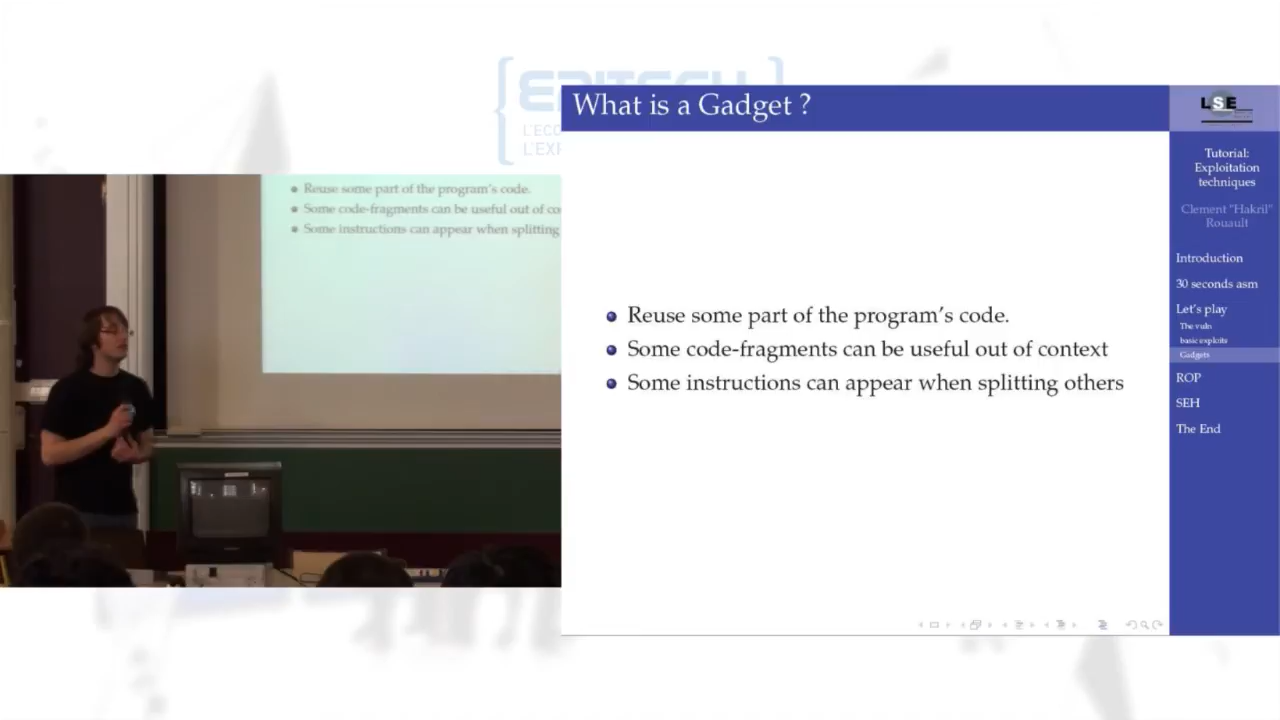 EPITECH
L'ECO
L'EXP
What is a Gadget ?
LSE
Reuse some part of the program's code.
Some code-fragments can be useful out of co
Some instructions can appear when splitting
Reuse some part of the program's code.
Some code-fragments can be useful out of context
Some instructions can appear when splitting others
Tutorial:
Exploitation
techniques
Clement "Hakril"
Rouault
Introduction
30 seconds asm
Let's play
The vuln
basic exploits
Gadgets
ROP
SEH
The End